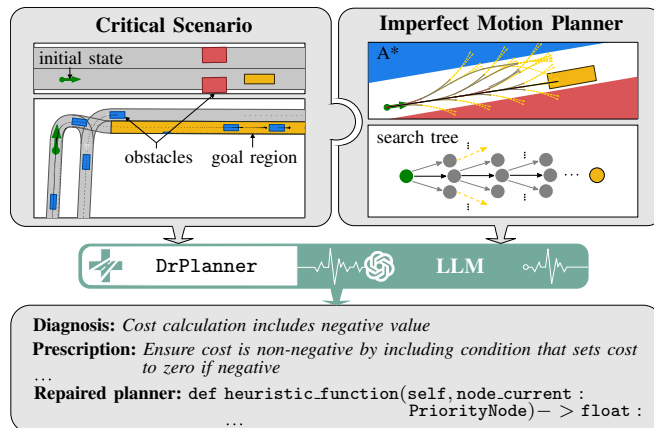 Critical Scenario
initial state
obstacles
goal region
Imperfect Motion Planner
A*
search tree
DrPlanner
LLM
Diagnosis: Cost calculation includes negative value
Prescription: Ensure cost is non-negative by including condition that sets cost
to zero if negative
...
Repaired planner: def heuristic_function(self, node_current :
PriorityNode)− > float :
...